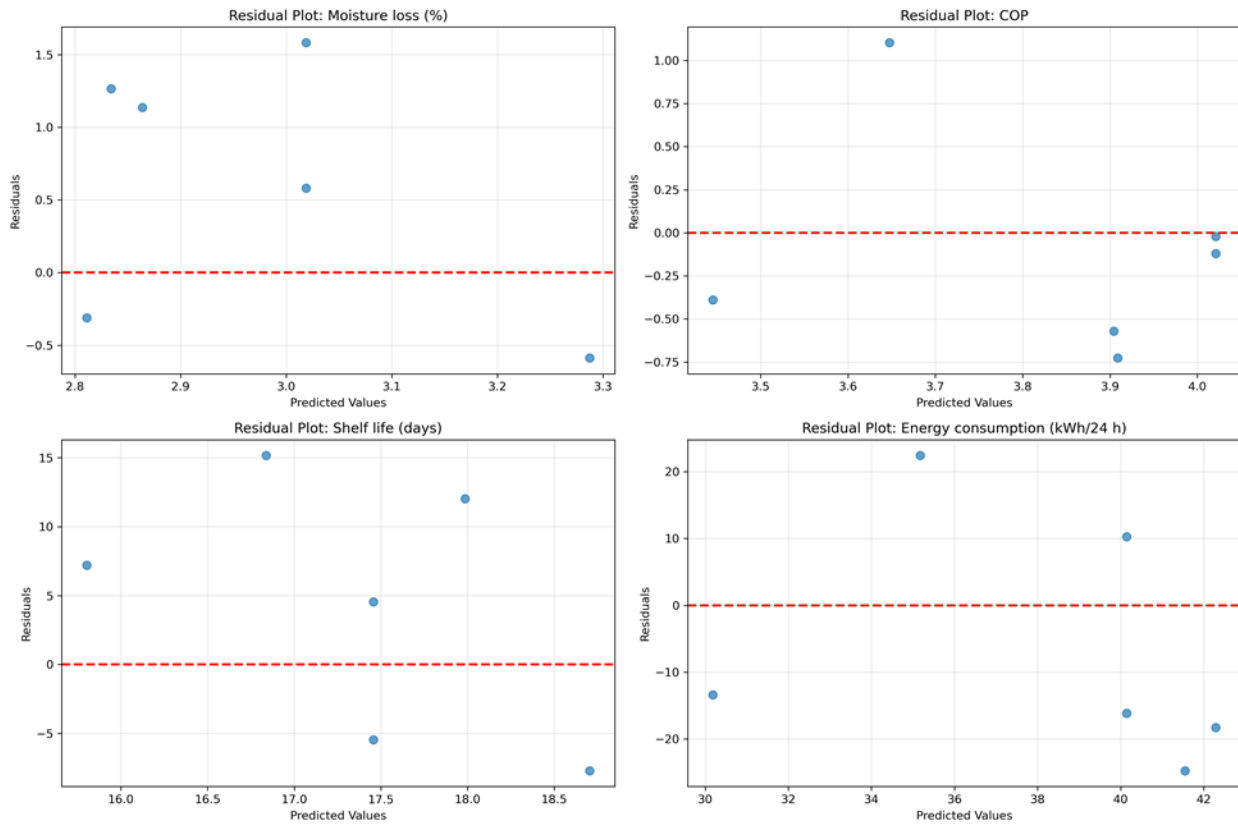 Residual Plot: Moisture loss (%)
1.5
1.0
0.5
0.0
−0.5
Residuals
2.8 2.9 3.0 3.1 3.2 3.3
Predicted Values
Residual Plot: COP
1.00
0.75
0.50
0.25
0.00
−0.25
−0.50
−0.75
Residuals
3.5 3.6 3.7 3.8 3.9 4.0
Predicted Values
Residual Plot: Shelf life (days)
15
10
5
0
−5
Residuals
16.0 16.5 17.0 17.5 18.0 18.5
Predicted Values
Residual Plot: Energy consumption (kWh/24 h)
20
10
0
−10
−20
Residuals
30 32 34 36 38 40 42
Predicted Values